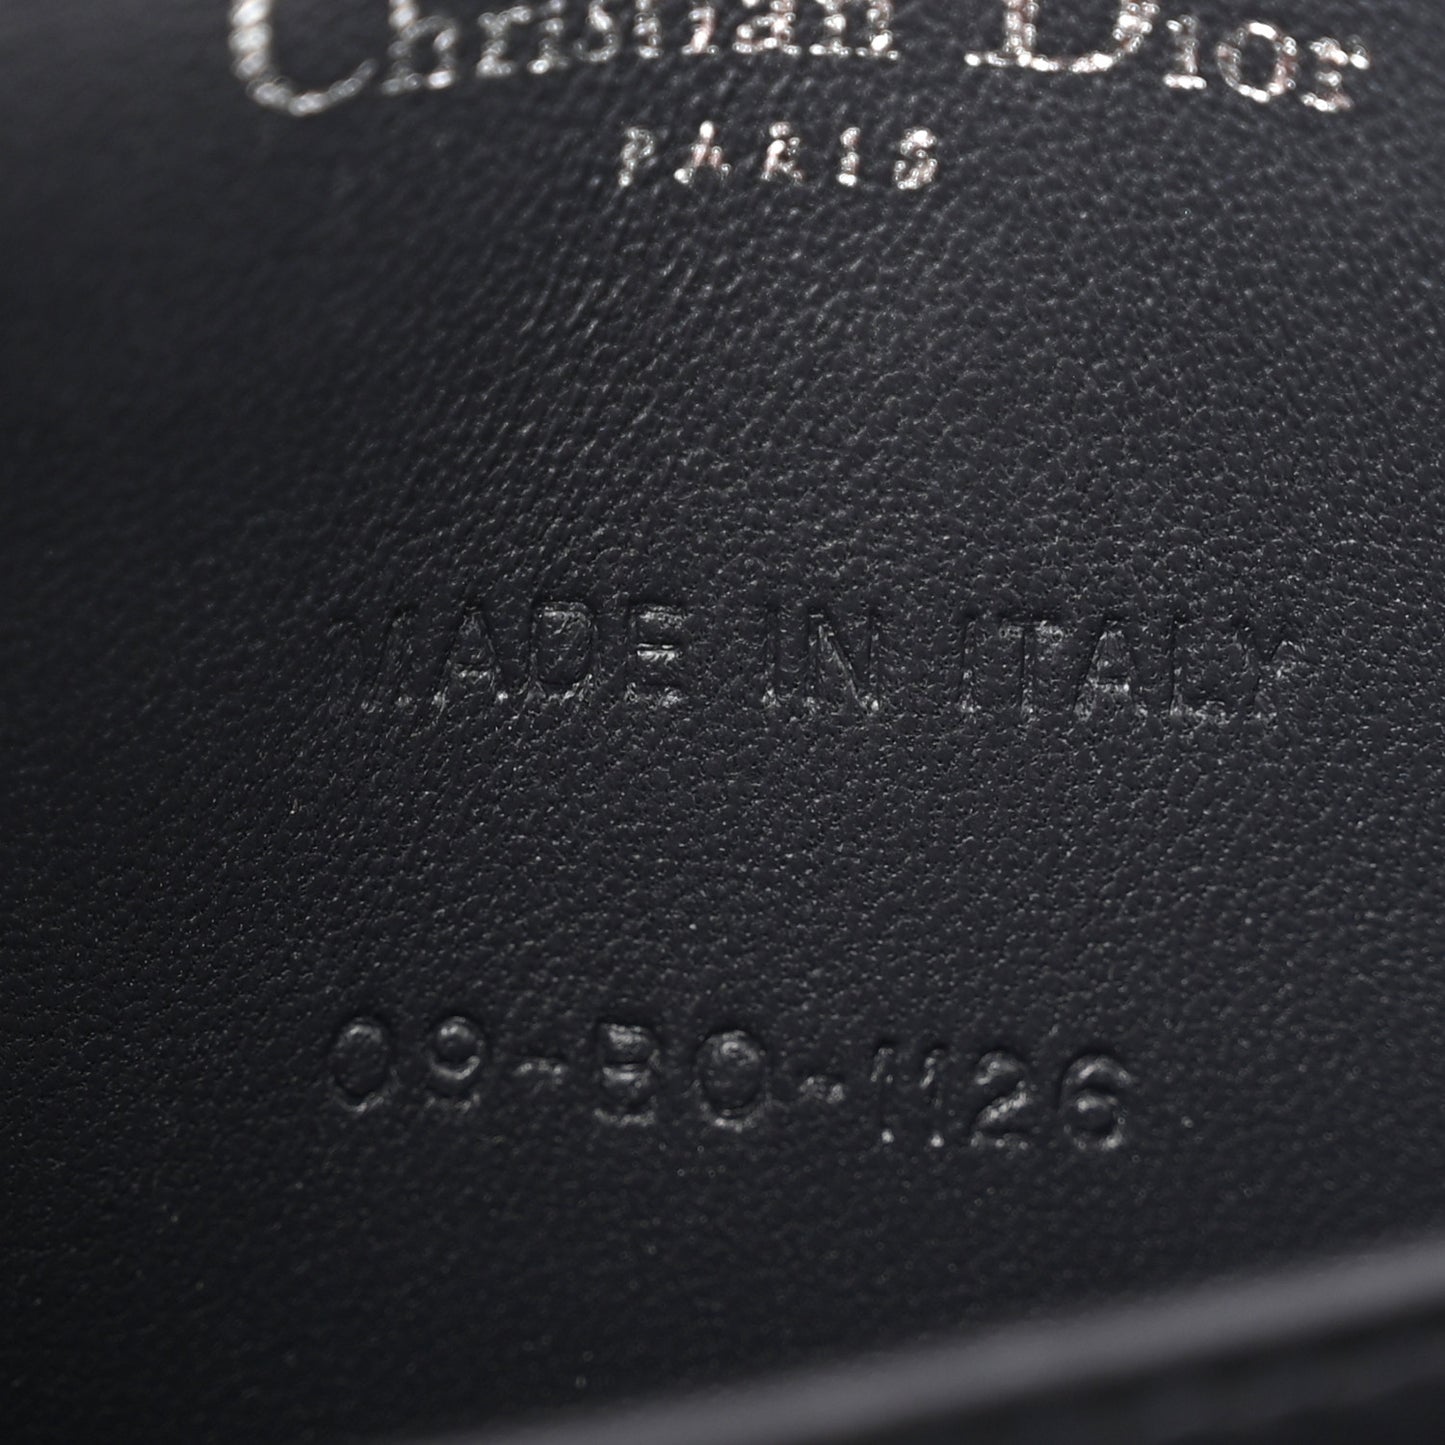 Christian Dior
PARIS
MADE IN ITALY
09-BO-1126